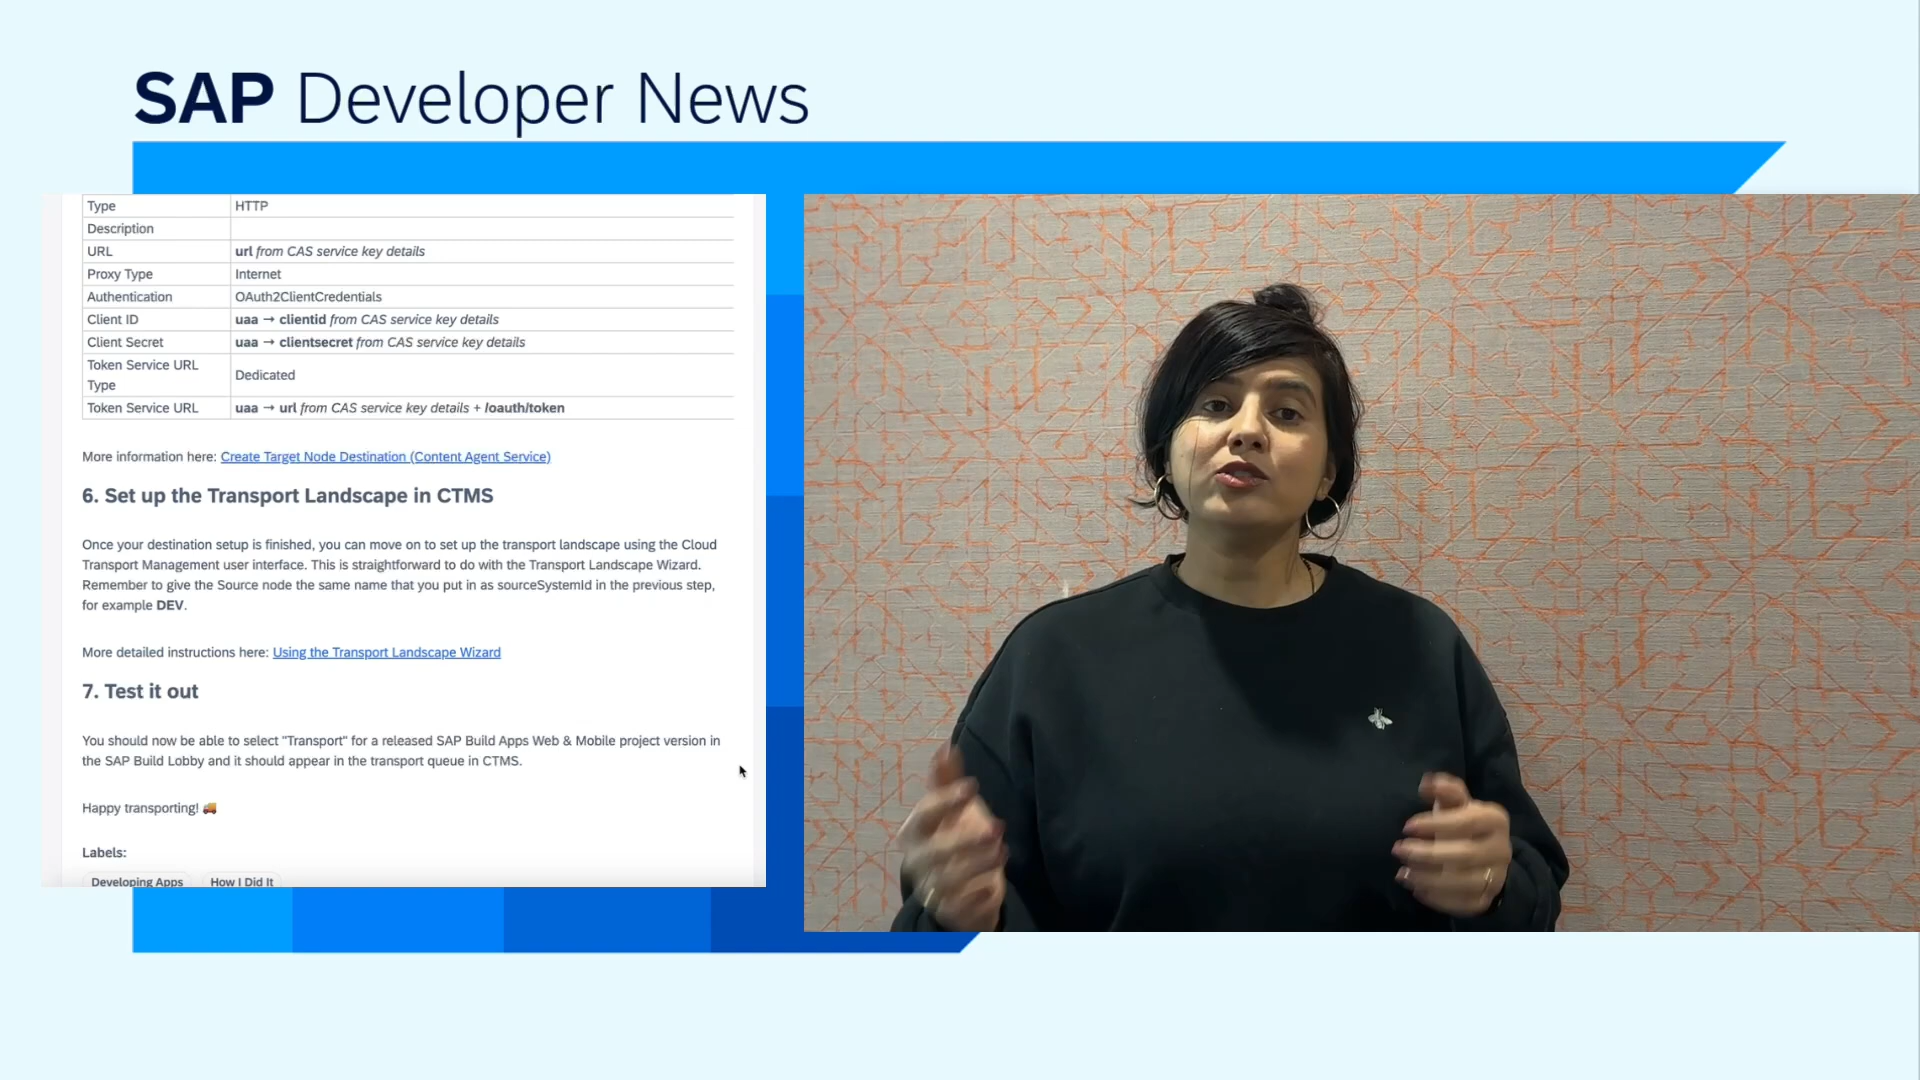 SAP Developer News
Type HTTP
Description
URL url from CAS service key details
Proxy Type Internet
Authentication OAuth2ClientCredentials
Client ID uaa → clientid from CAS service key details
Client Secret uaa → clientsecret from CAS service key details
Token Service URL
Type
Dedicated
Token Service URL uaa → url from CAS service key details + /oauth/token
More information here: Create Target Node Destination (Content Agent Service)
6. Set up the Transport Landscape in CTMS
Once your destination setup is finished, you can move on to set up the transport landscape using the Cloud
Transport Management user interface. This is straightforward to do with the Transport Landscape Wizard.
Remember to give the Source node the same name that you put in as sourceSystemId in the previous step,
for example DEV.
More detailed instructions here: Using the Transport Landscape Wizard
7. Test it out
You should now be able to select "Transport" for a released SAP Build Apps Web & Mobile project version in
the SAP Build Lobby and it should appear in the transport queue in CTMS.
Happy transporting! 🚚
Labels:
Developing Apps How I Did It